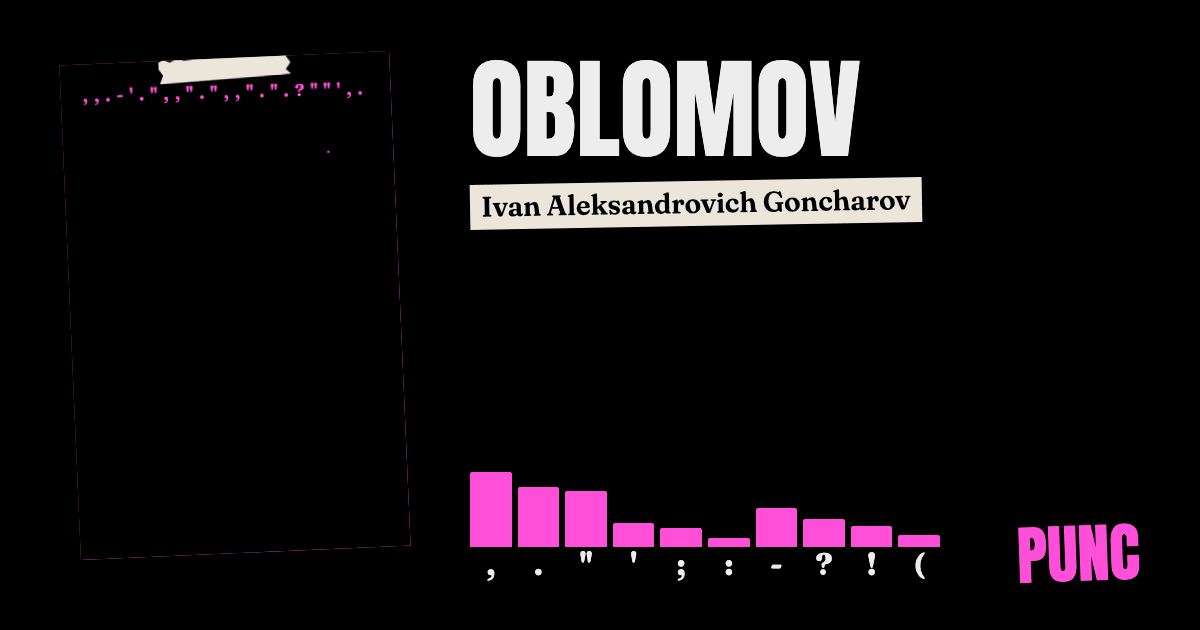 ,,.-'.",,".",,".".?""',.
.
OBLOMOV
Ivan Aleksandrovich Goncharov
, . " ' ; : - ? ! (
PUNC